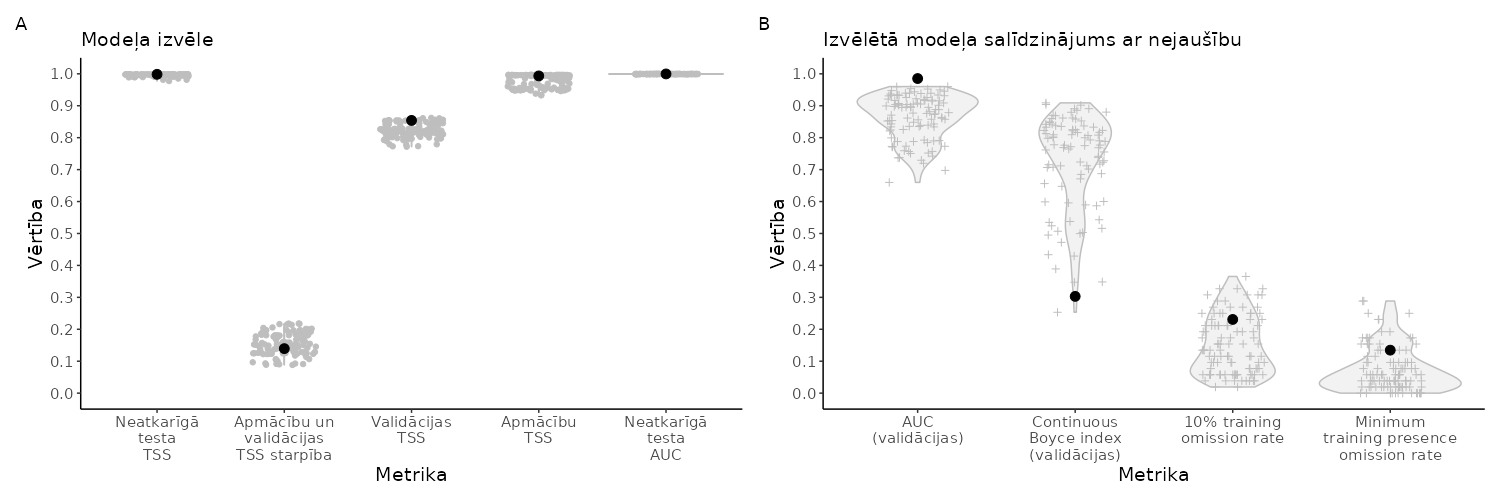 A
Modeļa izvēle
Vērtība
1.0
0.9
0.8
0.7
0.6
0.5
0.4
0.3
0.2
0.1
0.0
Neatkarīgā
testa
TSS
Apmācību un
validācijas
TSS starpība
Validācijas
TSS
Apmācību
TSS
Neatkarīgā
testa
AUC
Metrika
B
Izvēlētā modeļa salīdzinājums ar nejaušību
Vērtība
1.0
0.9
0.8
0.7
0.6
0.5
0.4
0.3
0.2
0.1
0.0
AUC
(validācijas)
Continuous
Boyce index
(validācijas)
10% training
omission rate
Minimum
training presence
omission rate
Metrika